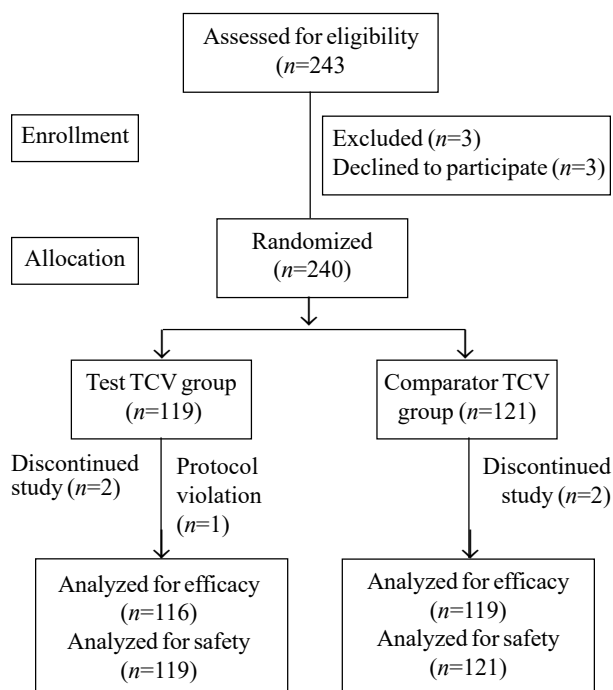 Assessed for eligibility
(n=243
Enrollment
Excluded (n=3)
Declined to participate (n=3)
Randomized
(n=240)
Allocation
Test TCV group
(n=119)
Comparator TCV
group (n=121)
Discontinued
study (n=2)
Protocol
violation
(n=1)
Discontinued
study (n=2)
Analyzed for efficacy
(n=116)
Analyzed for safety
(n=119)
Analyzed for efficacy
(n=119)
Analyzed for safety
(n=121)